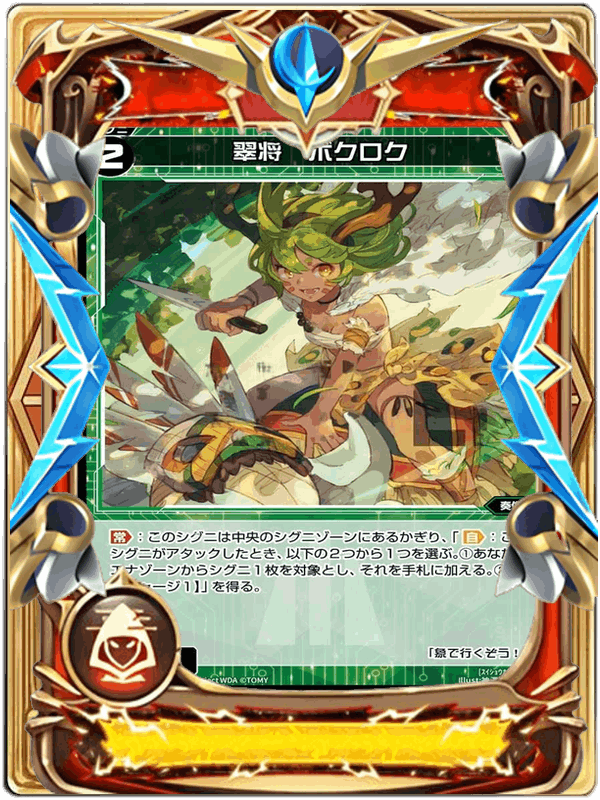 2
翠将 ボクロク
奏
常：このシグニは中央のシグニゾーンにあるかぎり、「自：こ
シグニがアタックしたとき、以下の２つから１つを選ぶ。①あなた
エナゾーンからシグニ１枚を対象とし、それを手札に加える。
ージ１】」を得る。
で行くぞう！
WDA ©TOMY
Illust: